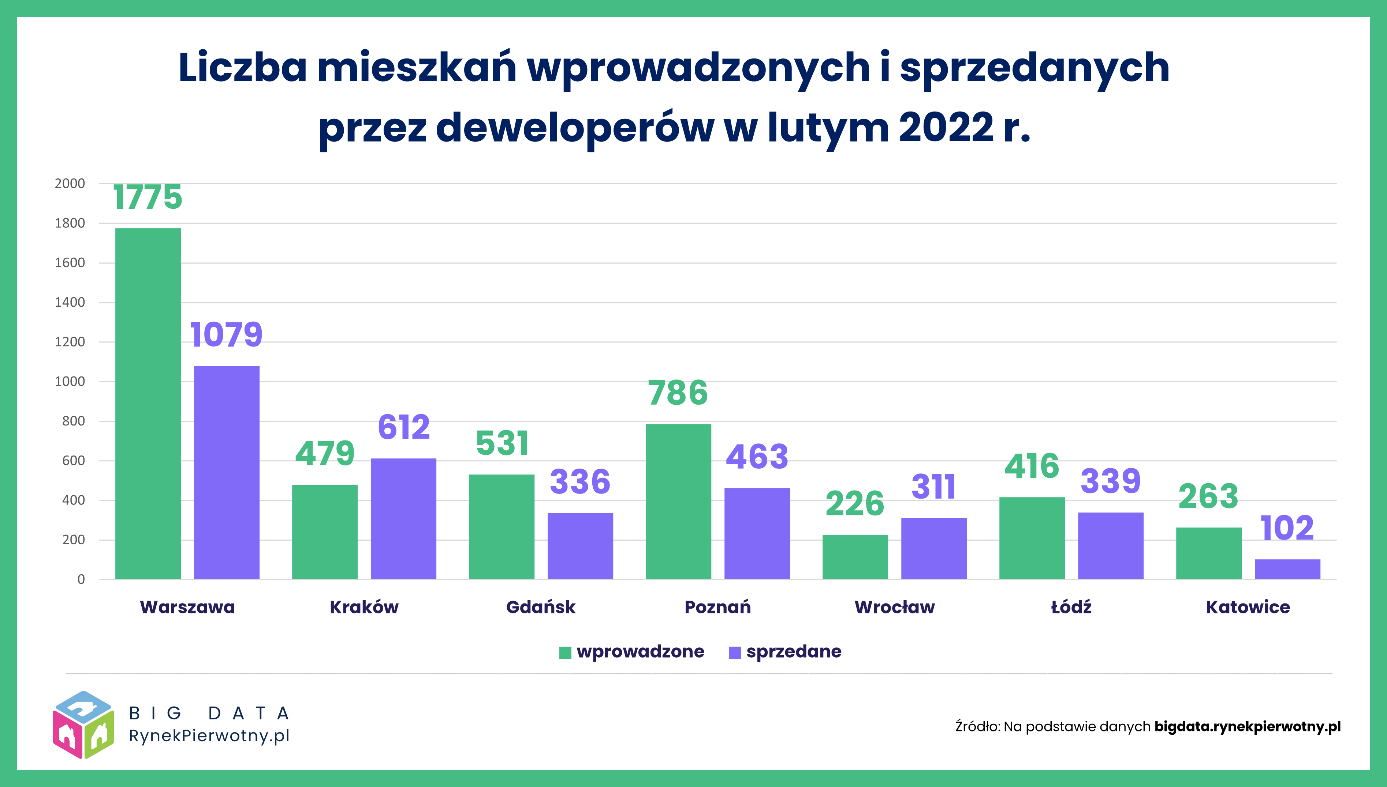 Liczba mieszkań wprowadzonych i sprzedanych
przez deweloperów w lutym 2022 r.
2000
1800
1600
1400
1200
1000
800
600
400
200
0
1775
1079
479
612
531
336
786
463
226
311
416
339
263
102
Warszawa
Kraków
Gdańsk
Poznań
Wrocław
Łódź
Katowice
wprowadzone
sprzedane
BIG DATA
RynekPierwotny.pl
Źródło: Na podstawie danych bigdata.rynekpierwotny.pl